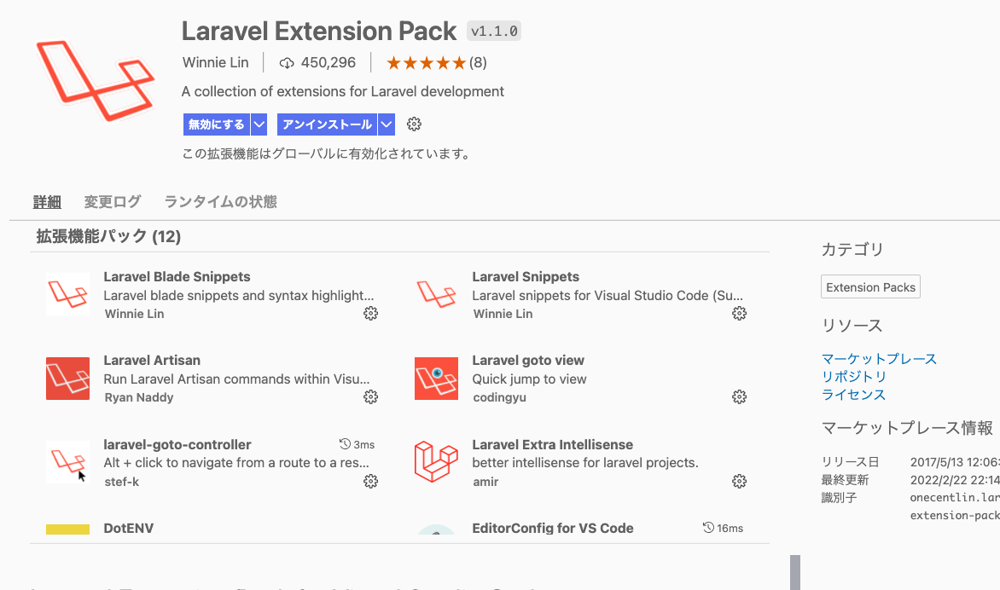 Laravel Extension Pack v1.1.0
Winnie Lin 450,296 (8)
A collection of extensions for Laravel development
無効にする アンインストール
この拡張機能はグローバルに有効化されています。
詳細 変更ログ ランタイムの状態
拡張機能パック (12)
Laravel Blade Snippets
Laravel blade snippets and syntax highlight...
Winnie Lin
Laravel Snippets
Laravel snippets for Visual Studio Code (Su...
Winnie Lin
Laravel Artisan
Run Laravel Artisan commands within Visu...
Ryan Naddy
Laravel goto view
Quick jump to view
codingyu
laravel-goto-controller 3ms
Alt + click to navigate from a route to a res...
stef-k
Laravel Extra Intellisense
better intellisense for laravel projects.
amir
DotENV
EditorConfig for VS Code 16ms
カテゴリ
Extension Packs
リソース
マーケットプレース
リポジトリ
ライセンス
マーケットプレース情報
リリース日 2017/5/13 12:06:
最終更新 2022/2/22 22:14
識別子 onecentlin.lar
extension-pack